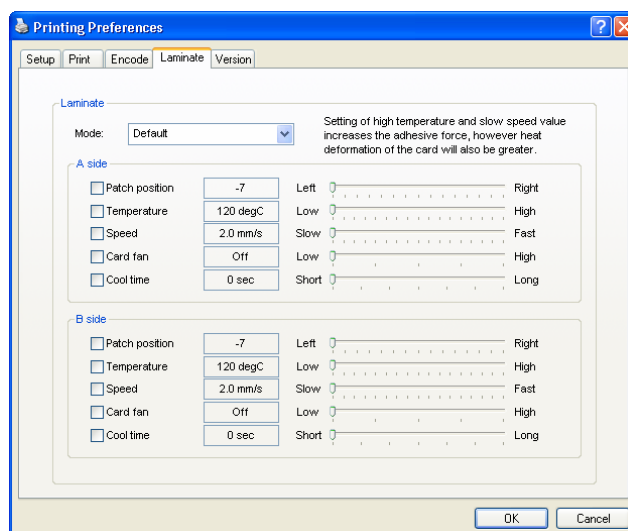 Printing Preferences
Setup Print Encode Laminate Version
Laminate
Mode: Default
Setting of high temperature and slow speed value
increases the adhesive force, however heat
deformation of the card will also be greater.
A side
Patch position -7 Left Right
Temperature 120 degC Low High
Speed 2.0 mm/s Slow Fast
Card fan Off Low High
Cool time 0 sec Short Long
B side
Patch position -7 Left Right
Temperature 120 degC Low High
Speed 2.0 mm/s Slow Fast
Card fan Off Low High
Cool time 0 sec Short Long
OK Cancel